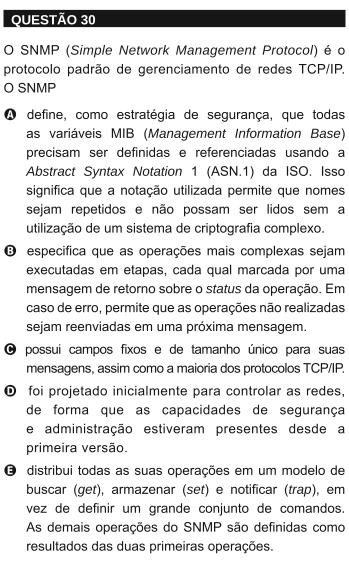 QUESTÃO 30
O SNMP (Simple Network Management Protocol) é o
protocolo padrão de gerenciamento de redes TCP/IP.
O SNMP
A define, como estratégia de segurança, que todas
as variáveis MIB (Management Information Base)
precisam ser definidas e referenciadas usando a
Abstract Syntax Notation 1 (ASN.1) da ISO. Isso
significa que a notação utilizada permite que nomes
sejam repetidos e não possam ser lidos sem a
utilização de um sistema de criptografia complexo.
B especifica que as operações mais complexas sejam
executadas em etapas, cada qual marcada por uma
mensagem de retorno sobre o status da operação. Em
caso de erro, permite que as operações não realizadas
sejam reenviadas em uma próxima mensagem.
C possui campos fixos e de tamanho único para suas
mensagens, assim como a maioria dos protocolos TCP/IP.
D foi projetado inicialmente para controlar as redes,
de forma que as capacidades de segurança
e administração estiveram presentes desde a
primeira versão.
E distribui todas as suas operações em um modelo de
buscar (get), armazenar (set) e notificar (trap), em
vez de definir um grande conjunto de comandos.
As demais operações do SNMP são definidas como
resultados das duas primeiras operações.